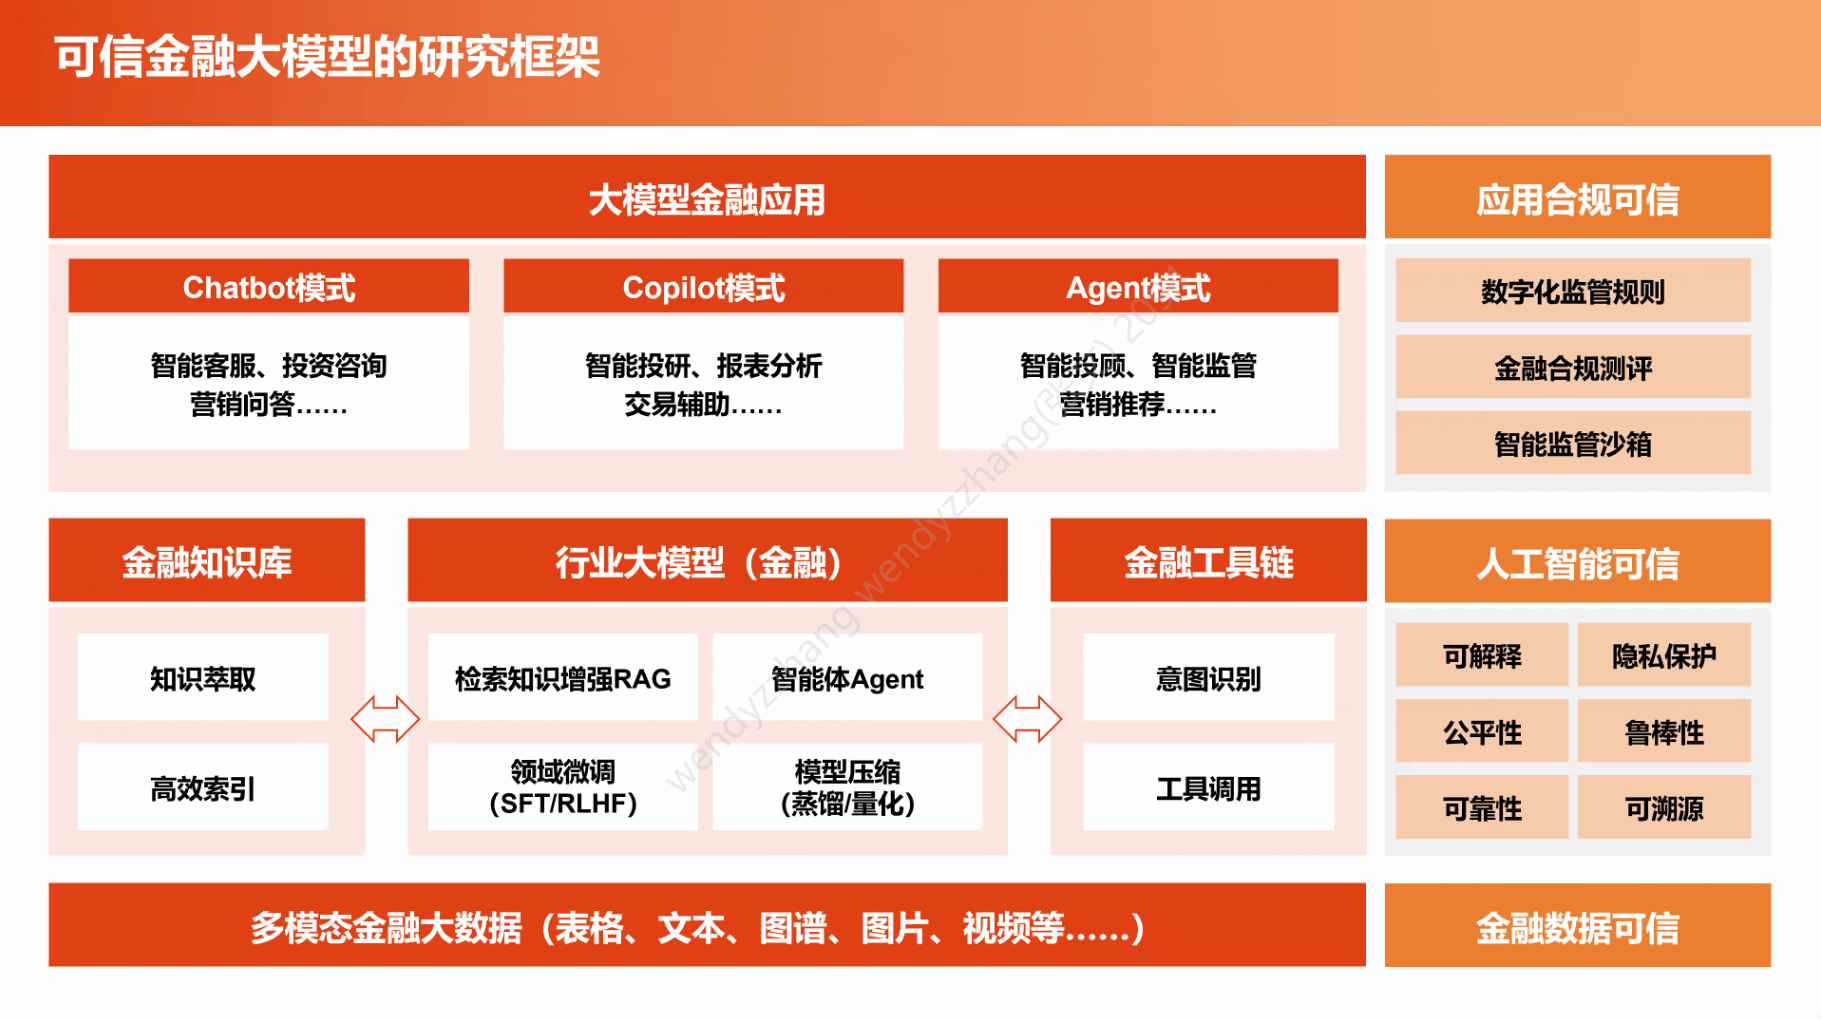 可信金融大模型的研究框架
大模型金融应用
Chatbot模式
智能客服、投资咨询
营销问答……
Copilot模式
智能投研、报表分析
交易辅助……
Agent模式
智能投顾、智能监管
营销推荐……
应用合规可信
数字化监管规则
金融合规测评
智能监管沙箱
金融知识库
知识萃取
高效索引
行业大模型（金融）
检索知识增强RAG
智能体Agent
领域微调
（SFT/RLHF）
模型压缩
（蒸馏/量化）
金融工具链
意图识别
工具调用
人工智能可信
可解释
隐私保护
公平性
鲁棒性
可靠性
可溯源
多模态金融大数据（表格、文本、图谱、图片、视频等……）
金融数据可信
wendyzzhang wendyzzhang